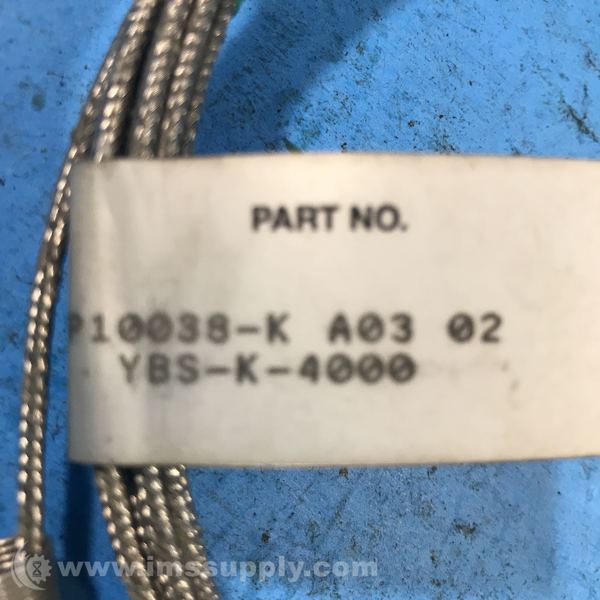 PART NO.
P10038-K A03 02
YBS-K-4000
www.imssupply.com